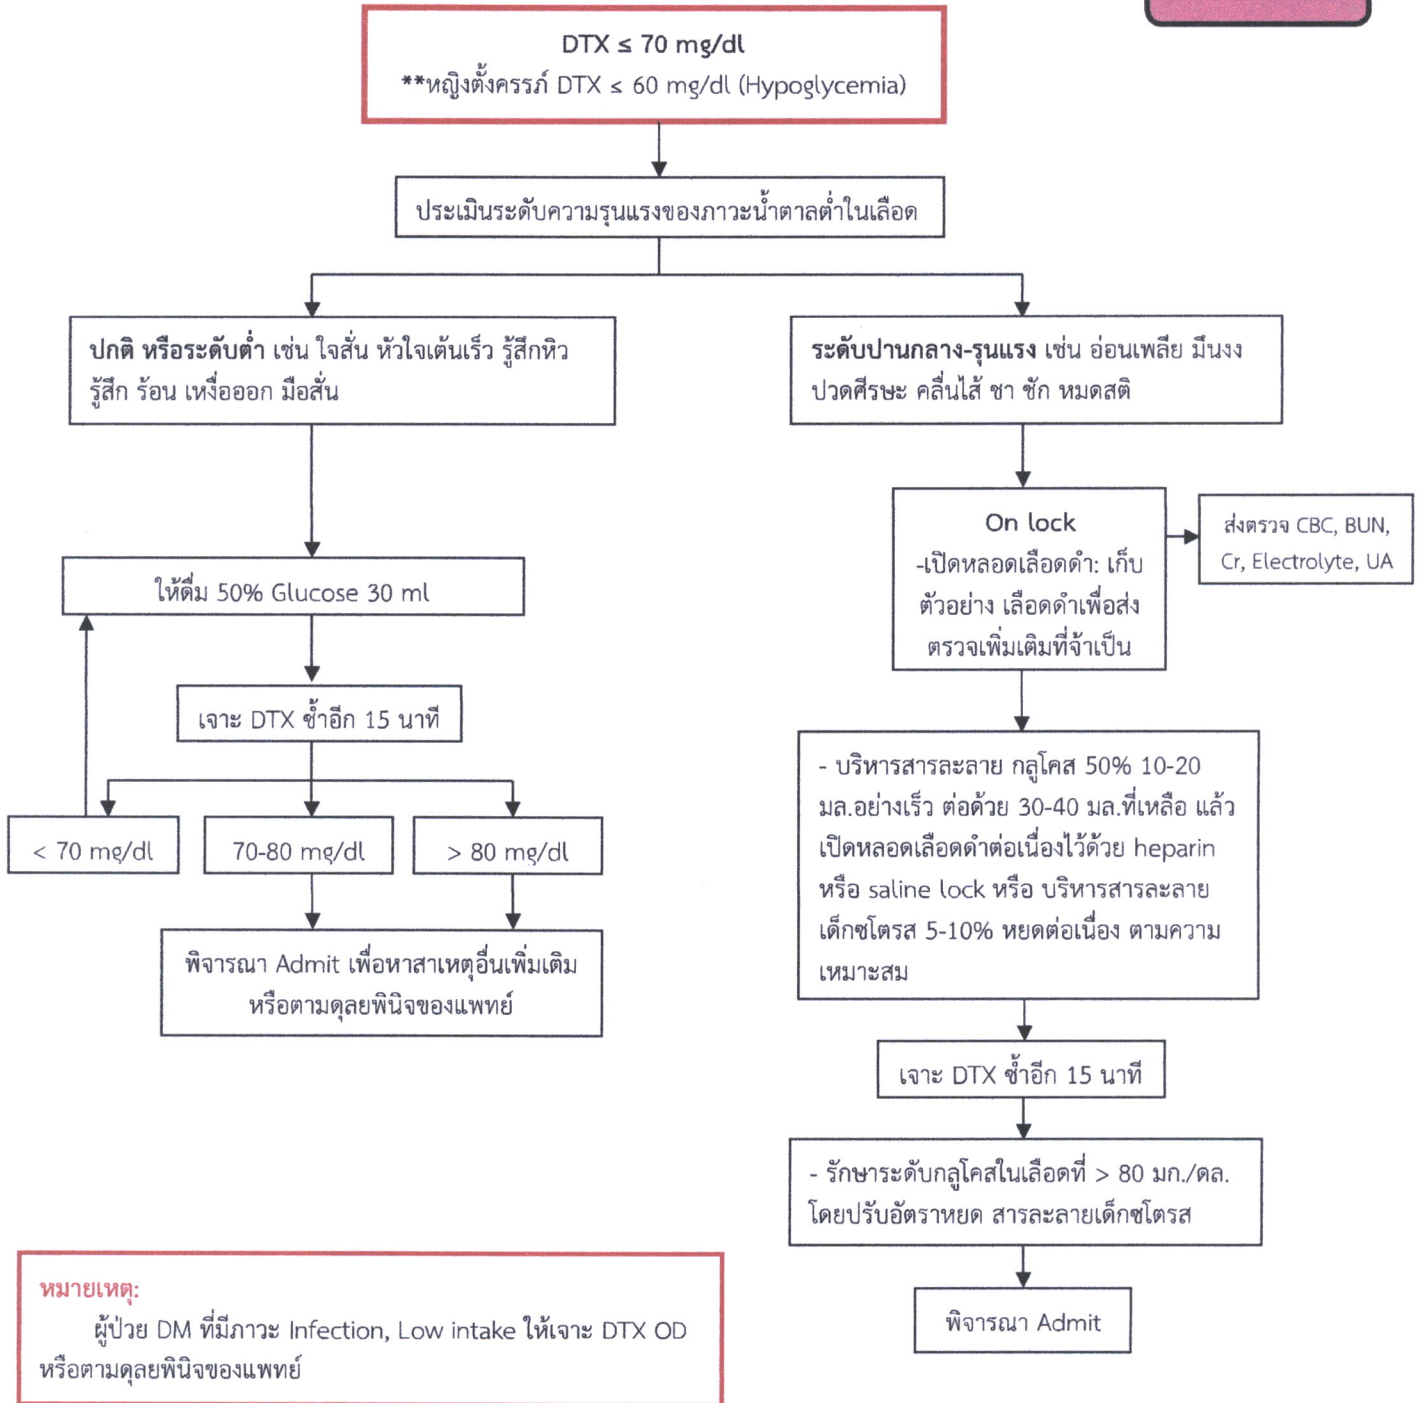 DTX ≤ 70 mg/dl
**หญิงตั้งครรภ์ DTX ≤ 60 mg/dl (Hypoglycemia)
ประเมินระดับความรุนแรงของภาวะน้ำตาลต่ำในเลือด
ปกติ หรือระดับต่ำ เช่น ใจสั่น หัวใจเต้นเร็ว รู้สึกหิว
รู้สึก ร้อน เหงื่อออก มือสั่น
ให้ดื่ม 50% Glucose 30 ml
เจาะ DTX ซ้ำอีก 15 นาที
< 70 mg/dl
70-80 mg/dl
> 80 mg/dl
พิจารณา Admit เพื่อหาสาเหตุอื่นเพิ่มเติม
หรือตามดุลยพินิจของแพทย์
ระดับปานกลาง-รุนแรง เช่น อ่อนเพลีย มึนงง
ปวดศีรษะ คลื่นไส้ ชา ชัก หมดสติ
On lock
-เปิดหลอดเลือดดำ: เก็บ
ตัวอย่าง เลือดดำเพื่อส่ง
ตรวจเพิ่มเติมที่จำเป็น
ส่งตรวจ CBC, BUN,
Cr, Electrolyte, UA
- บริหารสารละลาย กลูโคส 50% 10-20
มล.อย่างเร็ว ต่อด้วย 30-40 มล.ที่เหลือ แล้ว
เปิดหลอดเลือดดำต่อเนื่องไว้ด้วย heparin
หรือ saline lock หรือ บริหารสารละลาย
เด็กซโตรส 5-10% หยดต่อเนื่อง ตามความ
เหมาะสม
เจาะ DTX ซ้ำอีก 15 นาที
- รักษาระดับกลูโคสในเลือดที่ > 80 มก./ดล.
โดยปรับอัตราหยด สารละลายเด็กซโตรส
พิจารณา Admit
หมายเหตุ:
ผู้ป่วย DM ที่มีภาวะ Infection, Low intake ให้เจาะ DTX OD
หรือตามดุลยพินิจของแพทย์